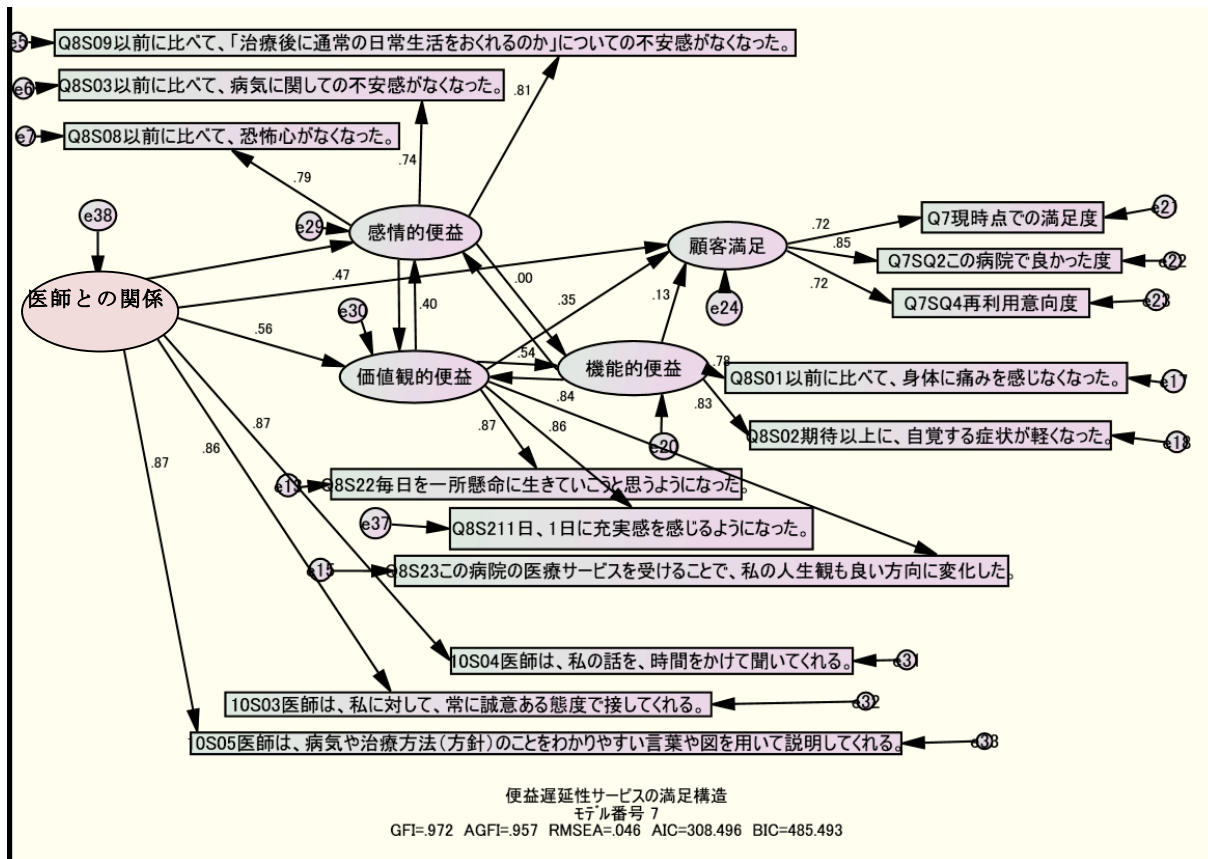 e5
Q8S09以前に比べて、「治療後に通常の日常生活をおくれるのか」についての不安感がなくなった。
e6
Q8S03以前に比べて、病気に関しての不安感がなくなった。
.81
e7
Q8S08以前に比べて、恐怖心がなくなった。
.74
.79
e38
e29
感情的便益
顧客満足
.72
Q7現時点での満足度
e21
.85
Q7SQ2この病院で良かった度
e22
.72
Q7SQ4再利用意向度
e23
.47
.00
医師との関係
.40
.35
.13
e24
e30
.56
価値観的便益
.54
機能的便益
.78
Q8S01以前に比べて、身体に痛みを感じなくなった。
e17
.84
.83
.87
.86
Q8S02期待以上に、自覚する症状が軽くなった。
e18
e20
.87
.86
.87
e13
Q8S22毎日を一所懸命に生きていこうと思うようになった。
e37
Q8S211日、1日に充実感を感じるようになった。
e15
Q8S23この病院の医療サービスを受けることで、私の人生観も良い方向に変化した。
10S04医師は、私の話を、時間をかけて聞いてくれる。
e31
10S03医師は、私に対して、常に誠意ある態度で接してくれる。
e32
0S05医師は、病気や治療方法(方針)のことをわかりやすい言葉や図を用いて説明してくれる。
e33
便益遅延性サービスの満足構造
モデル番号 7
GFI=.972 AGFI=.957 RMSEA=.046 AIC=308.496 BIC=485.493